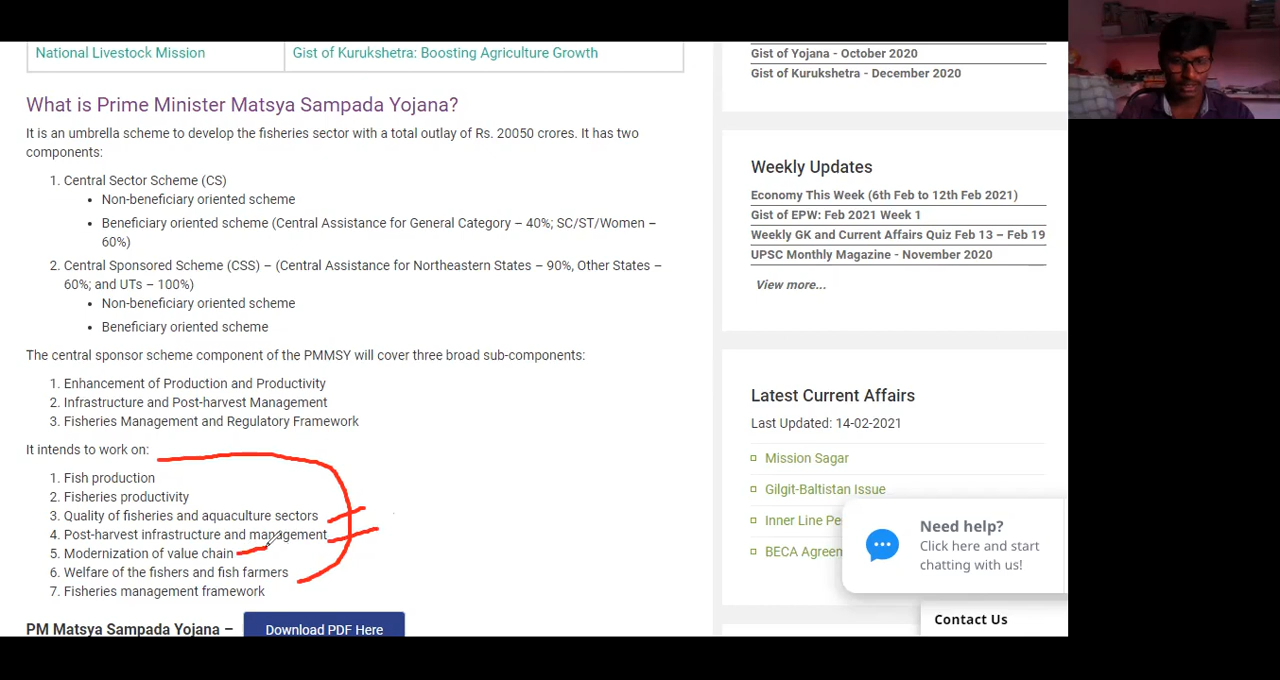 National Livestock Mission
Gist of Kurukshetra: Boosting Agriculture Growth
What is Prime Minister Matsya Sampada Yojana?
It is an umbrella scheme to develop the fisheries sector with a total outlay of Rs. 20050 crores. It has two
components:
1. Central Sector Scheme (CS)
• Non-beneficiary oriented scheme
• Beneficiary oriented scheme (Central Assistance for General Category – 40%; SC/ST/Women –
60%)
2. Central Sponsored Scheme (CSS) – (Central Assistance for Northeastern States – 90%, Other States –
60%; and UTs – 100%)
• Non-beneficiary oriented scheme
• Beneficiary oriented scheme
The central sponsor scheme component of the PMMSY will cover three broad sub-components:
1. Enhancement of Production and Productivity
2. Infrastructure and Post-harvest Management
3. Fisheries Management and Regulatory Framework
It intends to work on:
1. Fish production
2. Fisheries productivity
3. Quality of fisheries and aquaculture sectors
4. Post-harvest infrastructure and management
5. Modernization of value chain
6. Welfare of the fishers and fish farmers
7. Fisheries management framework
PM Matsya Sampada Yojana –
Download PDF Here
Gist of Yojana - October 2020
Gist of Kurukshetra - December 2020
Weekly Updates
Economy This Week (6th Feb to 12th Feb 2021)
Gist of EPW: Feb 2021 Week 1
Weekly GK and Current Affairs Quiz Feb 13 – Feb 19
UPSC Monthly Magazine - November 2020
View more...
Latest Current Affairs
Last Updated: 14-02-2021
Mission Sagar
Gilgit-Baltistan Issue
Inner Line Pe
BECA Agreem
Need help?
Click here and start
chatting with us!
Contact Us